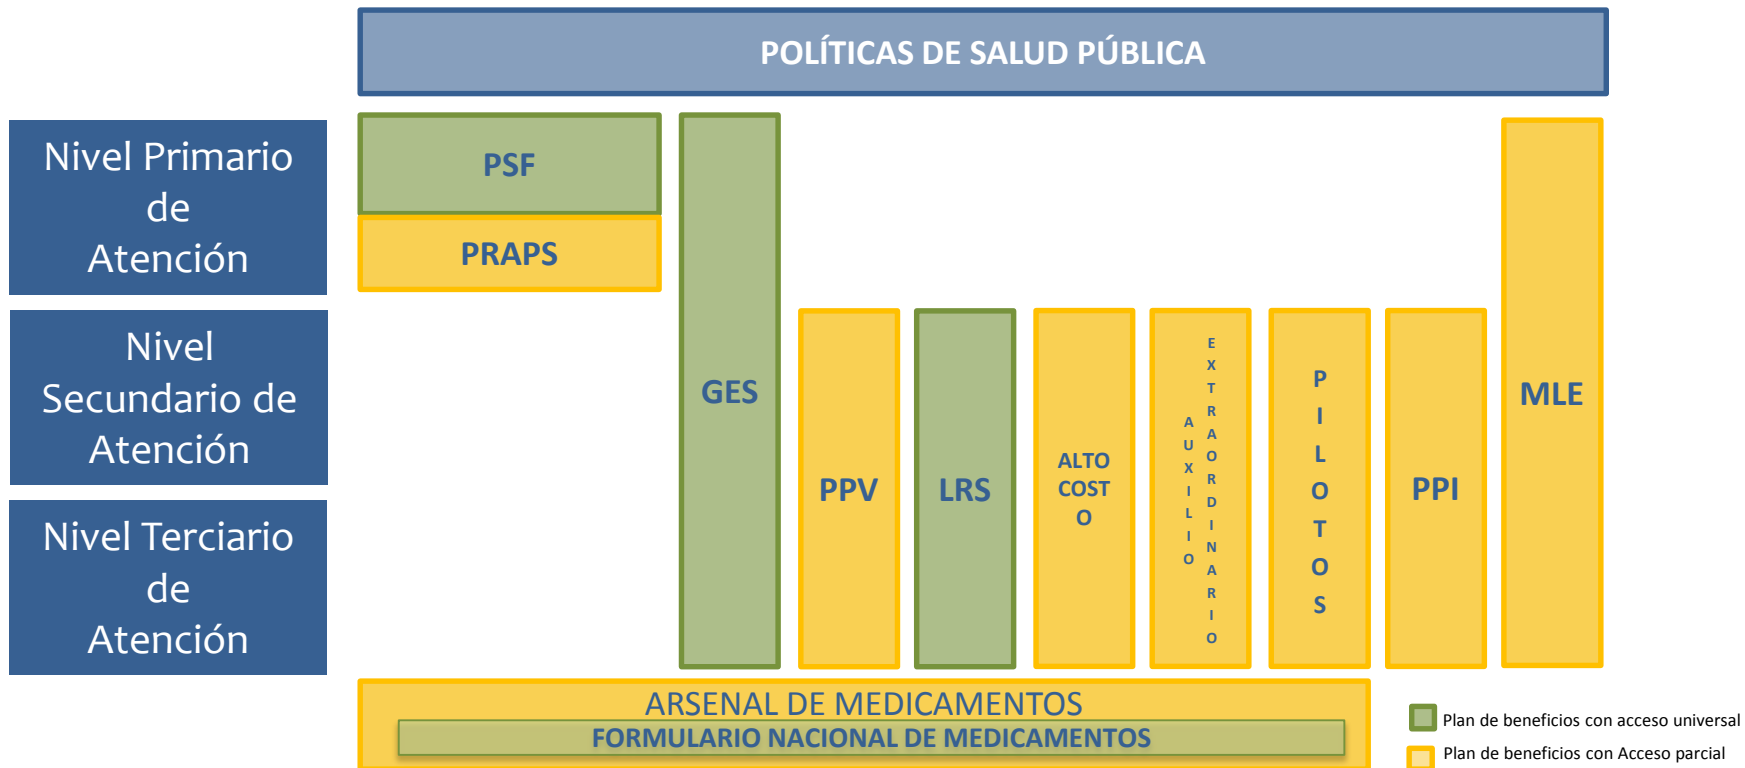 POLÍTICAS DE SALUD PÚBLICA
Nivel Primario
de
Atención
PSF
PRAPS
Nivel
Secundario de
Atención
Nivel Terciario
de
Atención
GES
PPV
LRS
ALTO
COST
O
AUXILIO
EXTRAORDINARIO
PILOTOS
PPI
MLE
ARSENAL DE MEDICAMENTOS
FORMULARIO NACIONAL DE MEDICAMENTOS
Plan de beneficios con acceso universal
Plan de beneficios con Acceso parcial